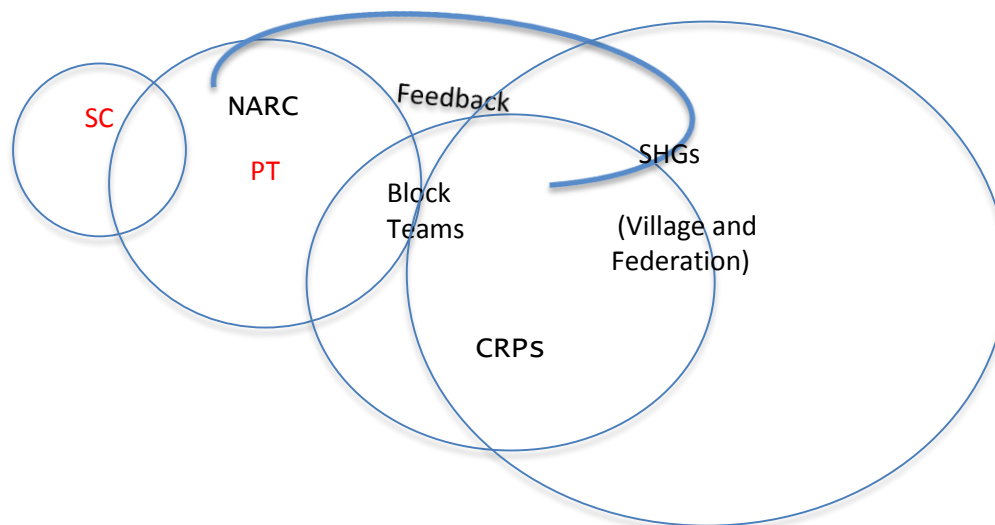 SC
NARC
PT
Feedback
Block
Teams
SHGs
(Village and
Federation)
CRPs